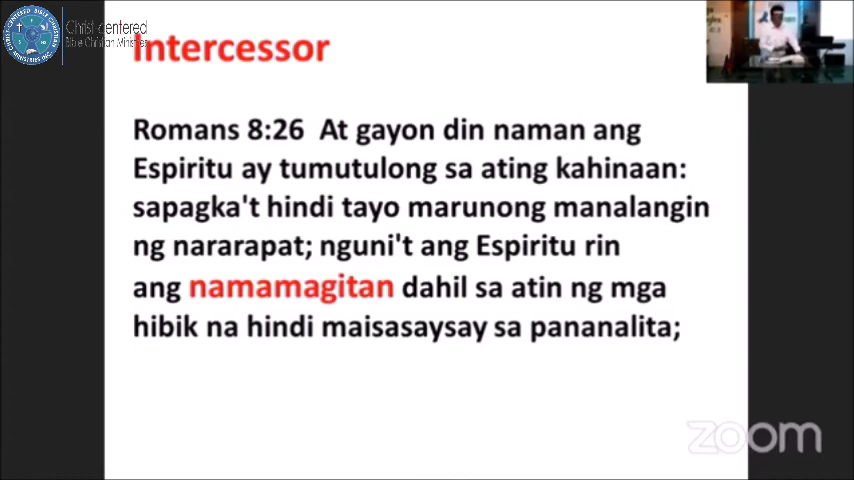 Christ-centered
Bible Christian Ministries
Intercessor
Romans 8:26 At gayon din naman ang
Espiritu ay tumutulong sa ating kahinaan:
sapagka't hindi tayo marunong manalangin
ng nararapat; nguni't ang Espiritu rin
ang namamagitan dahil sa atin ng mga
hibik na hindi maisasaysay sa pananalita;
zoom